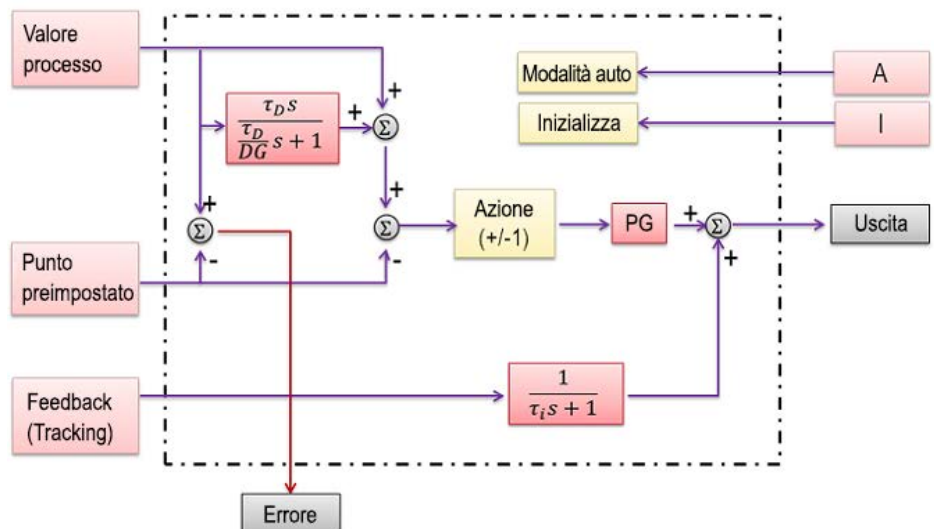 Valore
processo
Modalità auto
A
Inizializza
I
+
τ_D s
τ_D/DG s + 1
+
Σ
+
+
Σ
Σ
-
-
Azione
(+/-1)
PG
+
Σ
+
Uscita
Punto
preimpostato
Feedback
(Tracking)
1
τ_i s + 1
Errore